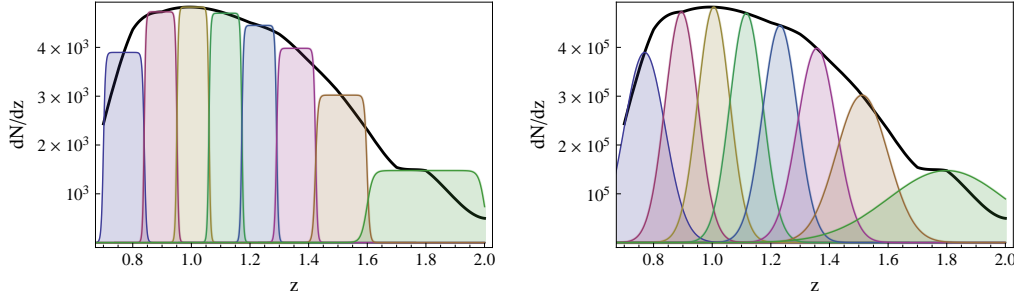 4 × 10³
3 × 10³
2 × 10³
10³
dN/dz
0.8 1.0 1.2 1.4 1.6 1.8 2.0
z
4 × 10⁵
3 × 10⁵
2 × 10⁵
10⁵
dN/dz
0.8 1.0 1.2 1.4 1.6 1.8 2.0
z